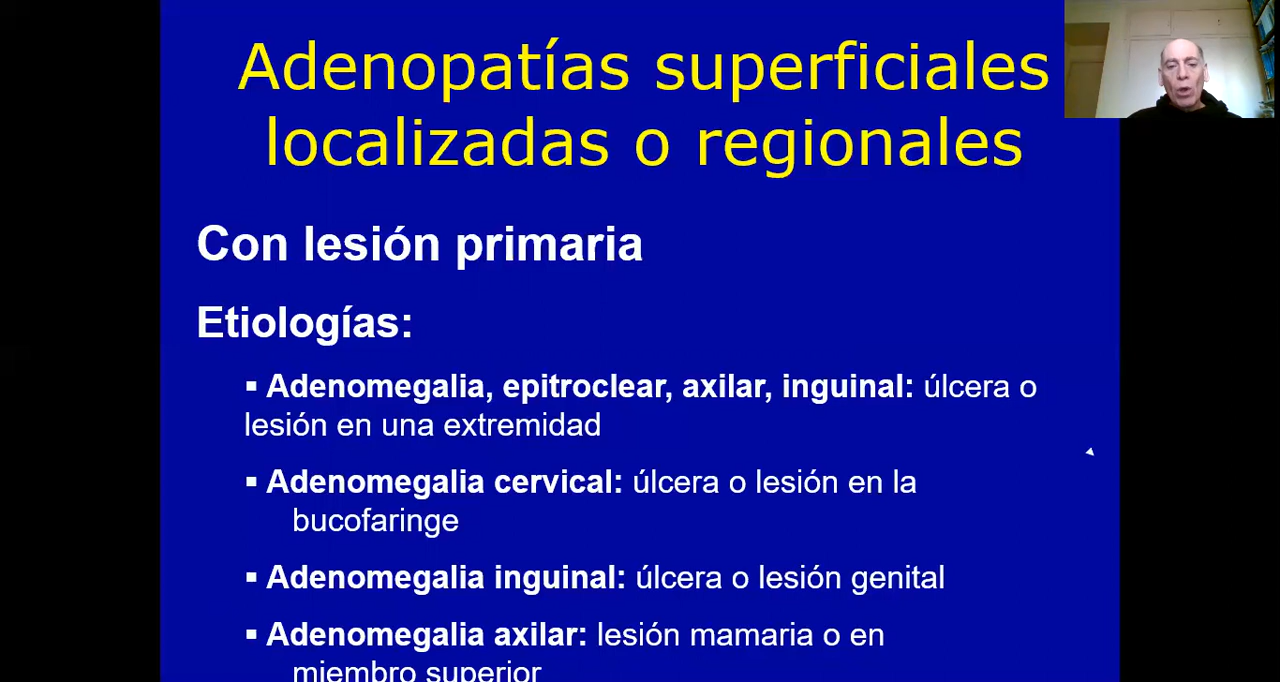 Adenopatías superficiales
localizadas o regionales
Con lesión primaria
Etiologías:
▪ Adenomegalia, epitroclear, axilar, inguinal: úlcera o
lesión en una extremidad
▪ Adenomegalia cervical: úlcera o lesión en la
bucofaringe
▪ Adenomegalia inguinal: úlcera o lesión genital
▪ Adenomegalia axilar: lesión mamaria o en
miembro superior